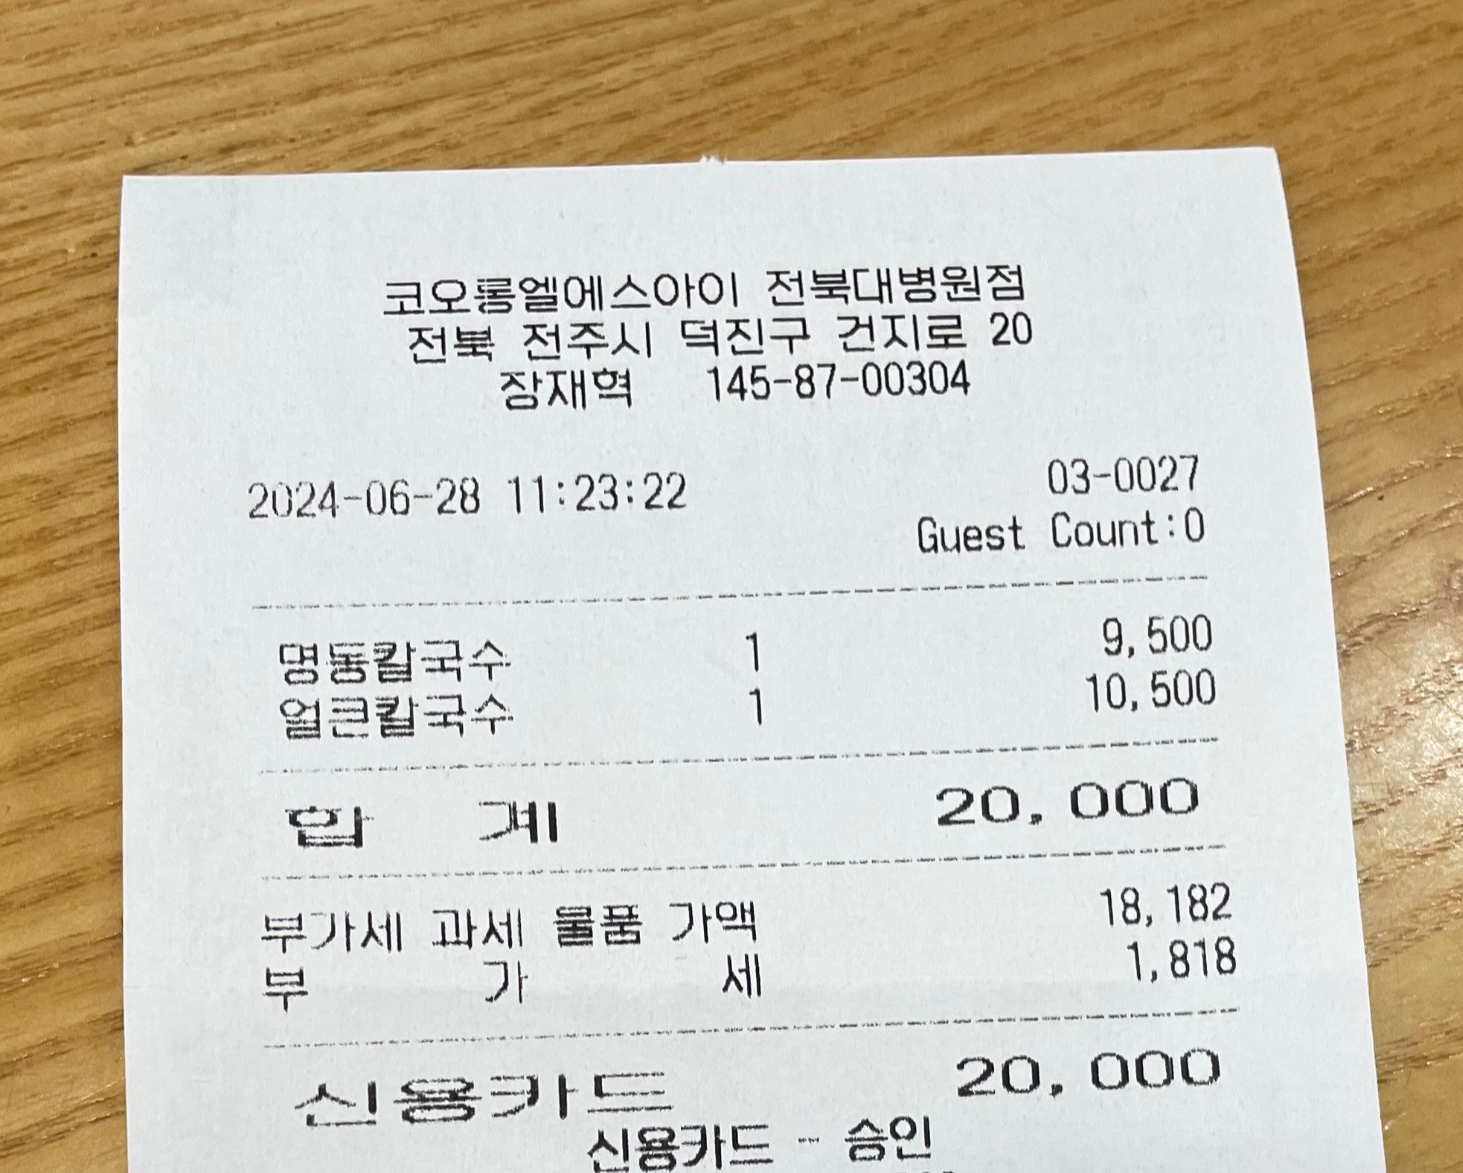 코오롱엘에스아이 전북대병원점
전북 전주시 덕진구 건지로 20
장재혁 145-87-00304
2024-06-28 11:23:22 03-0027
Guest Count:0
명동칼국수 1 9,500
얼큰칼국수 1 10,500
합 계 20,000
부가세 과세 물품 가액 18,182
부 가 세 1,818
신용카드 20,000
신용카드 - 승인